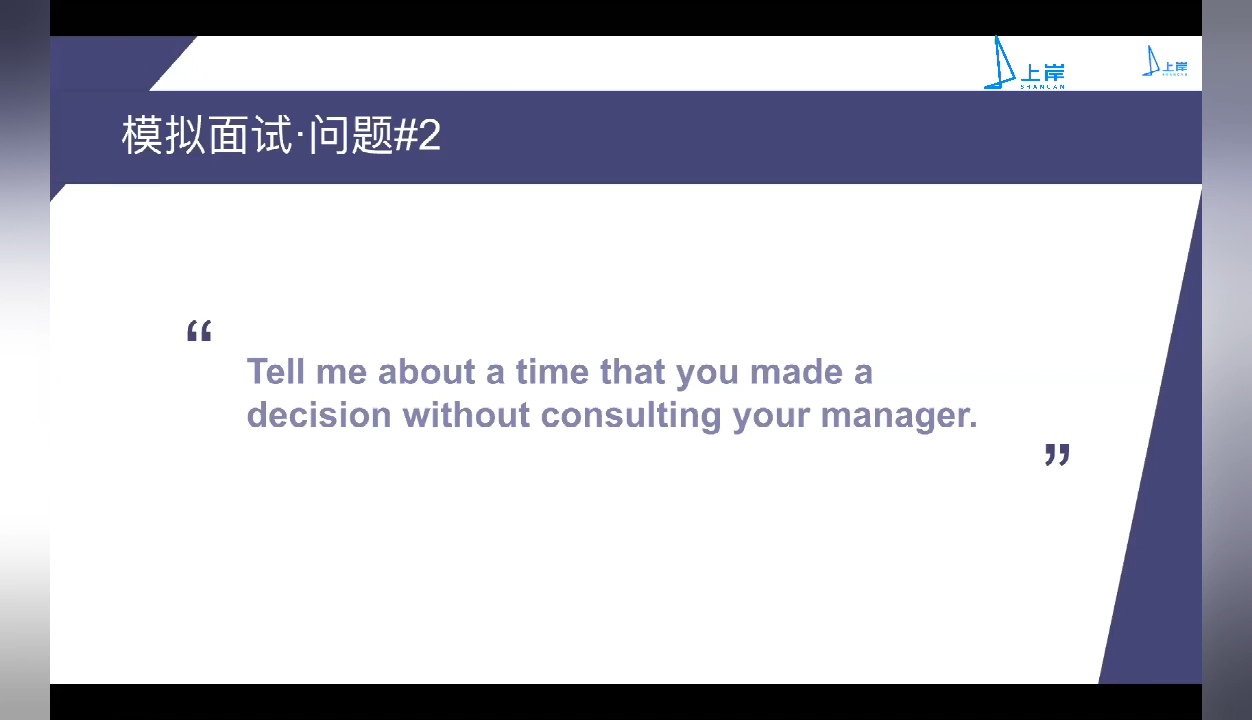 上岸
SHANGAN
上岸
模拟面试·问题#2
“
Tell me about a time that you made a
decision without consulting your manager.
”